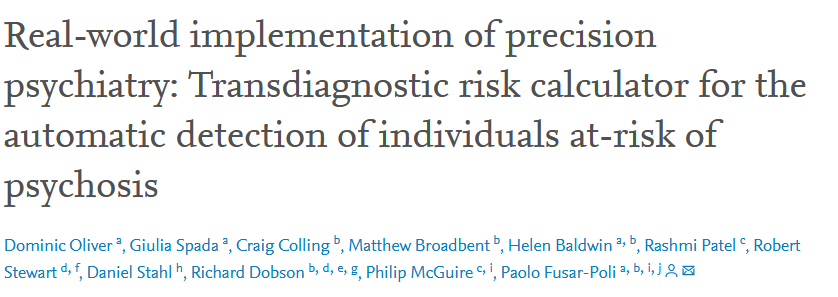 Real-world implementation of precision
psychiatry: Transdiagnostic risk calculator for the
automatic detection of individuals at-risk of
psychosis
Dominic Oliver a, Giulia Spada a, Craig Colling b, Matthew Broadbent b, Helen Baldwin a, b, Rashmi Patel c, Robert
Stewart d, f, Daniel Stahl h, Richard Dobson b, d, e, g, Philip McGuire c, i, Paolo Fusar-Poli a, b, i, j